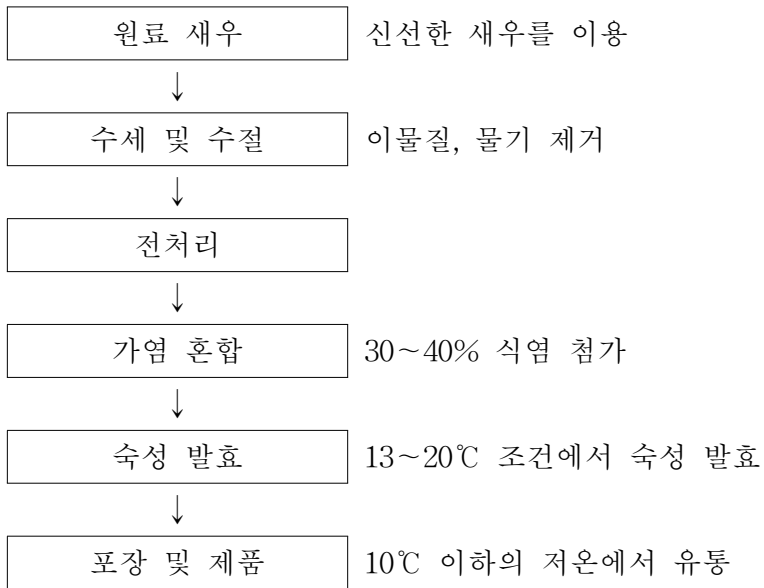 원료 새우 신선한 새우를 이용
↓
수세 및 수절 이물질, 물기 제거
↓
전처리
↓
가염 혼합 30~40% 식염 첨가
↓
숙성 발효 13~20℃ 조건에서 숙성 발효
↓
포장 및 제품 10℃ 이하의 저온에서 유통